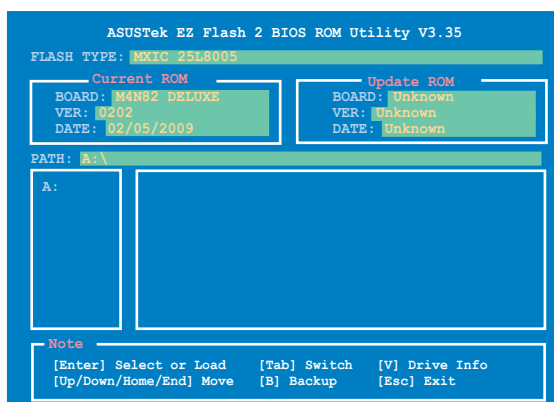 ASUSTek EZ Flash 2 BIOS ROM Utility V3.35
FLASH TYPE: MXIC 25L8005
Current ROM
BOARD: M4N82 DELUXE
VER: 0202
DATE: 02/05/2009
Update ROM
BOARD: Unknown
VER: Unknown
DATE: Unknown
PATH: A:\
A:
Note
[Enter] Select or Load [Tab] Switch [V] Drive Info
[Up/Down/Home/End] Move [B] Backup [Esc] Exit